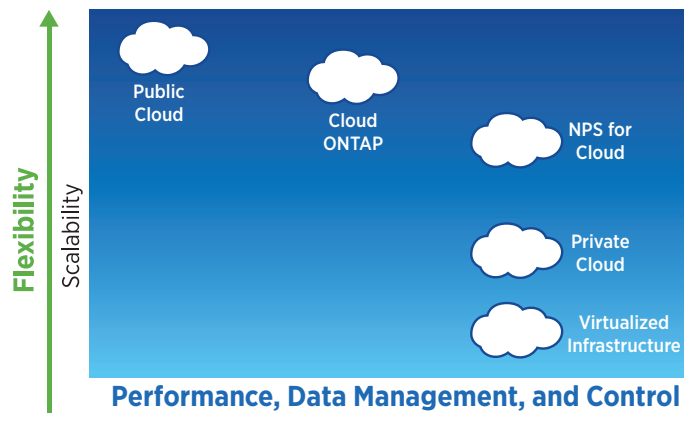 Public
Cloud
Cloud
ONTAP
NPS for
Cloud
Private
Cloud
Virtualized
Infrastructure
Flexibility
Scalability
Performance, Data Management, and Control